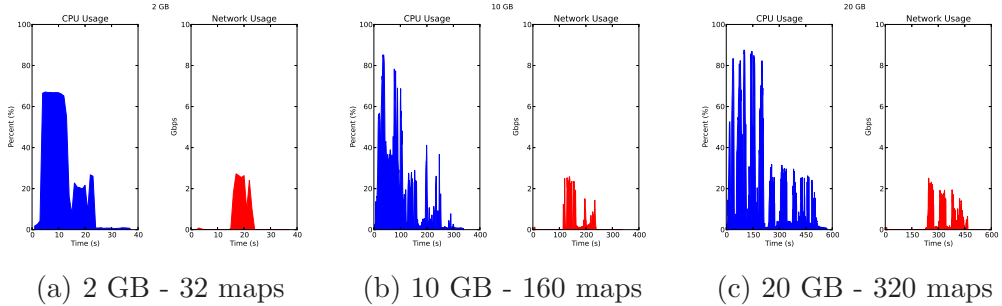 2 GB
CPU Usage
Network Usage
100
80
60
40
20
0
Percent (%)
0 10 20 30 40
Time (s)
10
8
6
4
2
0
Gbps
0 10 20 30 40
Time (s)
10 GB
CPU Usage
Network Usage
100
80
60
40
20
0
Percent (%)
0 100 200 300 400
Time (s)
10
8
6
4
2
0
Gbps
0 100 200 300 400
Time (s)
20 GB
CPU Usage
Network Usage
100
80
60
40
20
0
Percent (%)
0 150 300 450 600
Time (s)
10
8
6
4
2
0
Gbps
0 150 300 450 600
Time (s)
(a) 2 GB - 32 maps
(b) 10 GB - 160 maps
(c) 20 GB - 320 maps